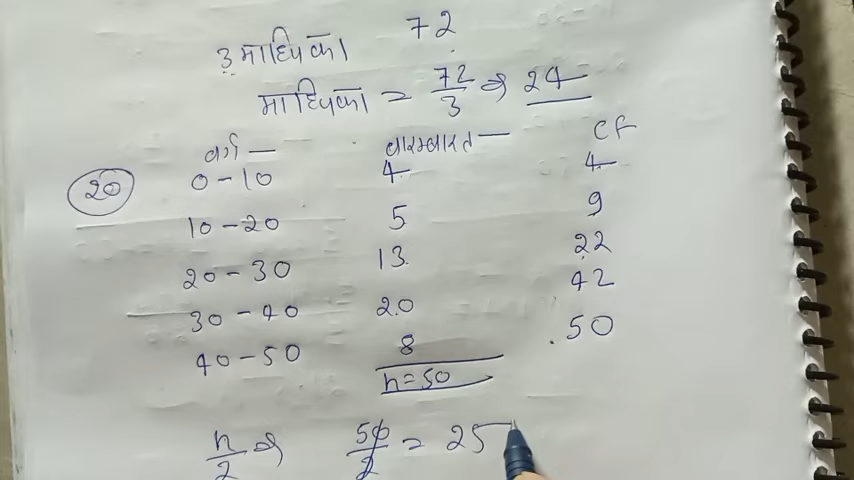 3 माध्यिका 72
माध्यिका = 72/3 ⇒ 24
20 वर्ग — बारम्बारता — CF
0-10 4 4
10-20 5 9
20-30 13 22
30-40 20 42
40-50 8 50
n=50
n/2 ⇒ 50/2 = 25